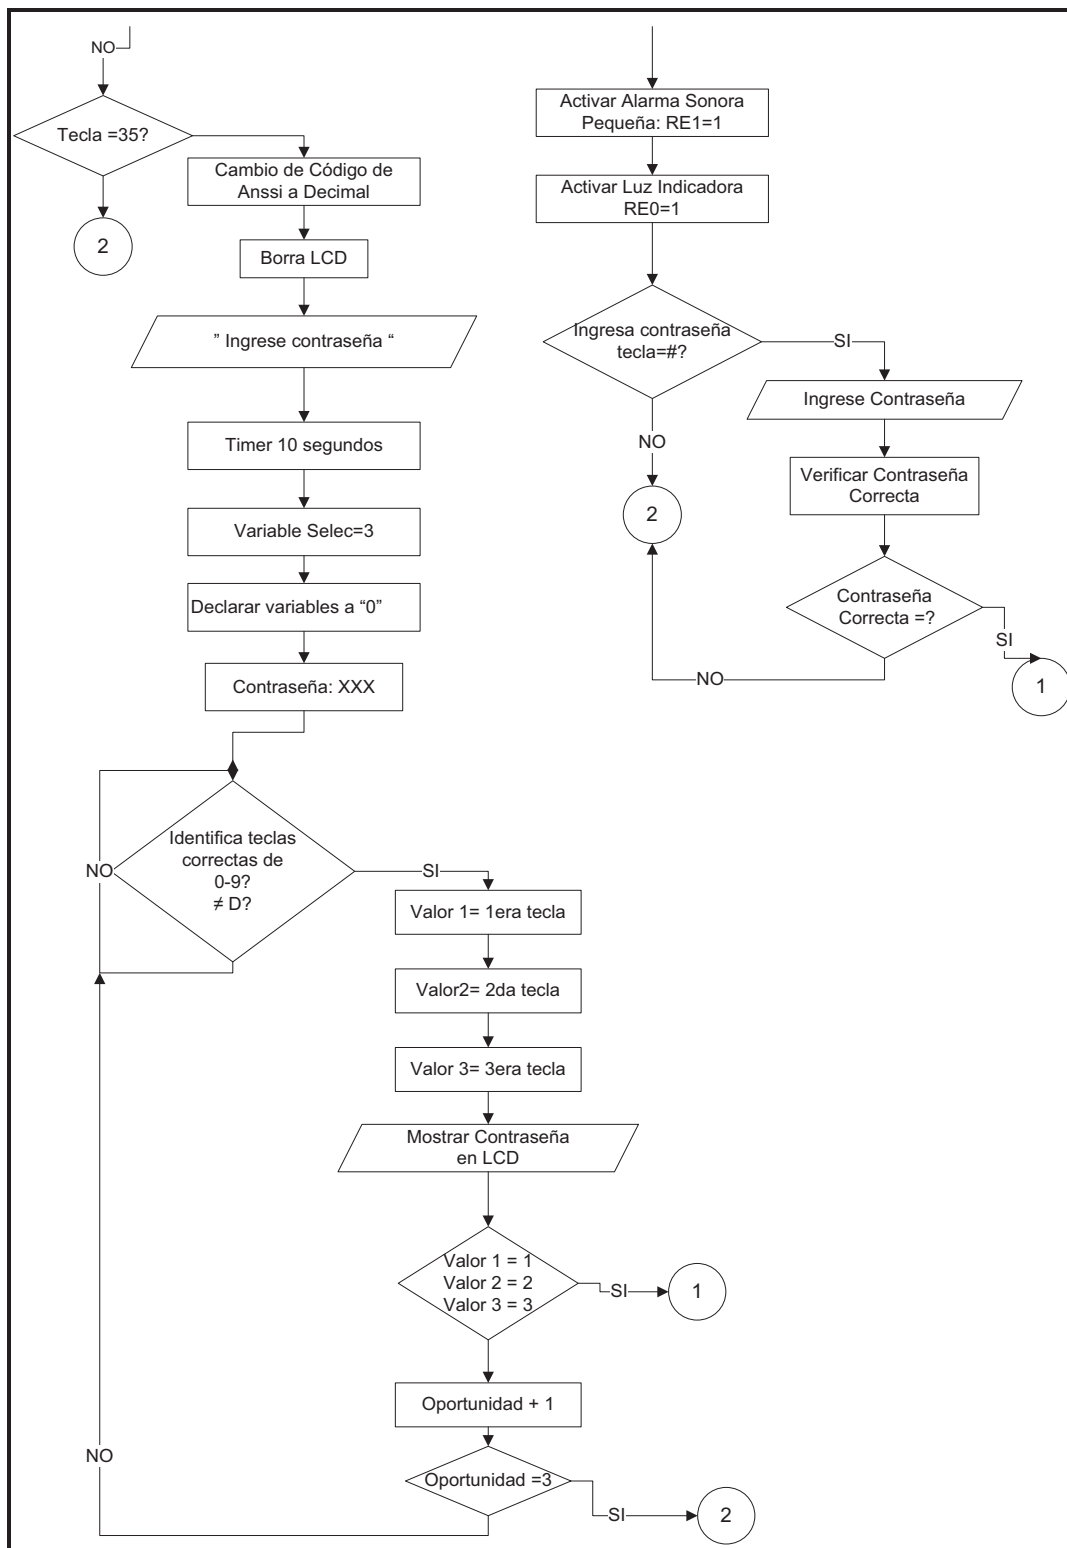 NO
Tecla =35?
Cambio de Código de
Anssi a Decimal
2
Borra LCD
” Ingrese contraseña “
Timer 10 segundos
Variable Selec=3
Declarar variables a “0”
Contraseña: XXX
Identifica teclas
correctas de
0-9?
≠ D?
NO
SI
Valor 1= 1era tecla
Valor2= 2da tecla
Valor 3= 3era tecla
Mostrar Contraseña
en LCD
Valor 1 = 1
Valor 2 = 2
Valor 3 = 3
SI
1
Oportunidad + 1
NO
Oportunidad =3
SI
2
Activar Alarma Sonora
Pequeña: RE1=1
Activar Luz Indicadora
RE0=1
Ingresa contraseña
tecla=#?
SI
Ingrese Contraseña
NO
Verificar Contraseña
Correcta
2
Contraseña
Correcta =?
SI
NO
1